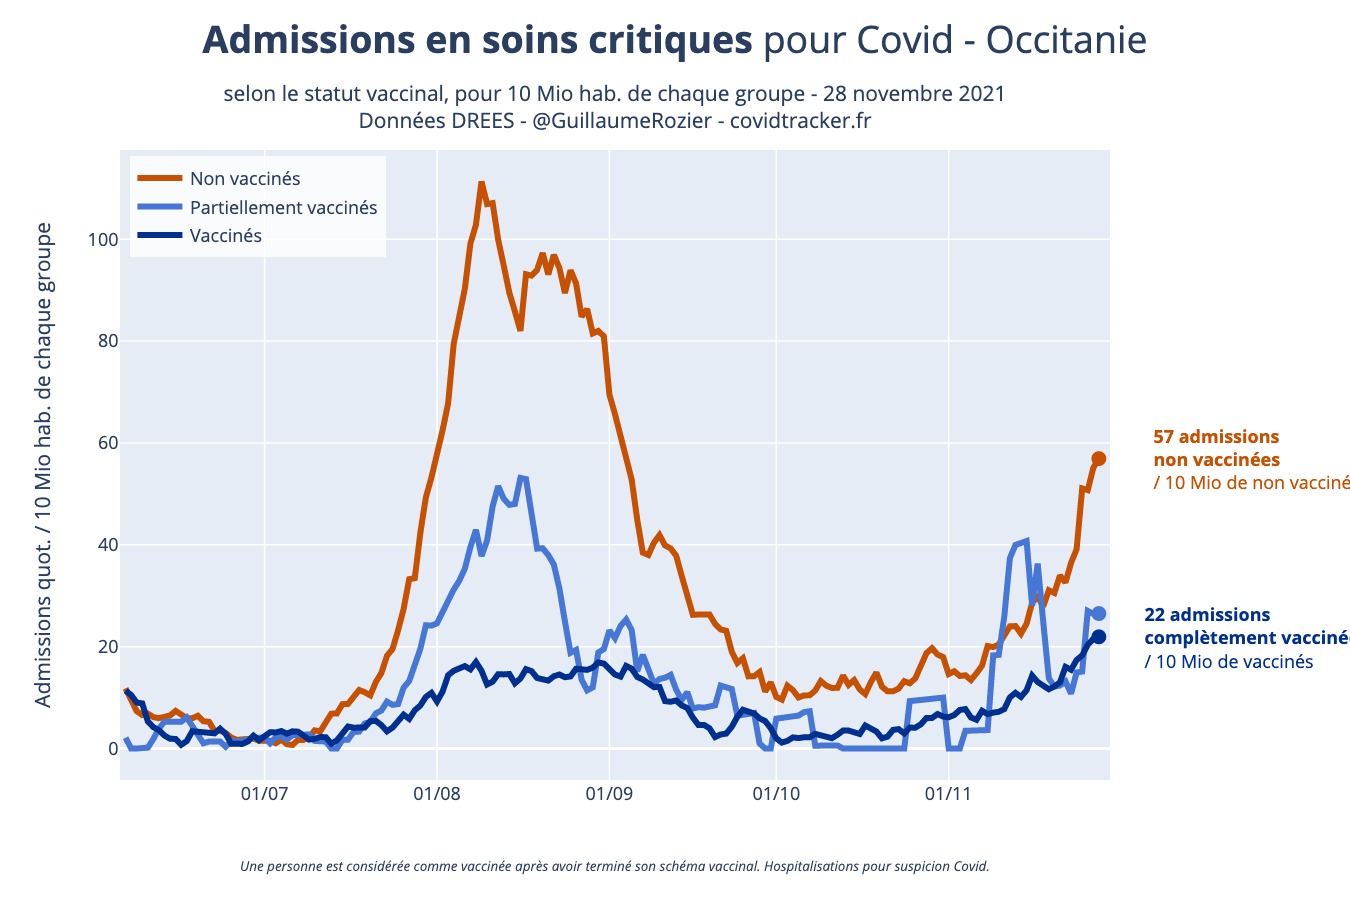 Admissions en soins critiques pour Covid - Occitanie
selon le statut vaccinal, pour 10 Mio hab. de chaque groupe - 28 novembre 2021
Données DREES - @GuillaumeRozier - covidtracker.fr
Non vaccinés
Partiellement vaccinés
Vaccinés
Admissions quot. / 10 Mio hab. de chaque groupe
100
80
60
40
20
0
01/07
01/08
01/09
01/10
01/11
57 admissions
non vaccinées
/ 10 Mio de non vacciné
22 admissions
complètement vacciné
/ 10 Mio de vaccinés
Une personne est considérée comme vaccinée après avoir terminé son schéma vaccinal. Hospitalisations pour suspicion Covid.